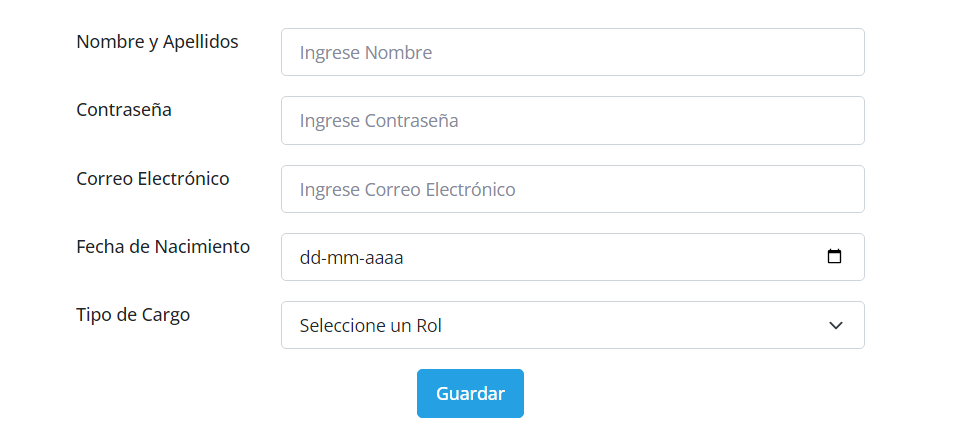 Nombre y Apellidos
Ingrese Nombre
Contraseña
Ingrese Contraseña
Correo Electrónico
Ingrese Correo Electrónico
Fecha de Nacimiento
dd-mm-aaaa
Tipo de Cargo
Seleccione un Rol
Guardar